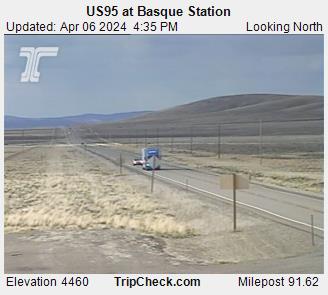 US95 at Basque Station
Updated: Apr 06 2024 4:35 PM Looking North
Elevation 4460 TripCheck.com Milepost 91.62